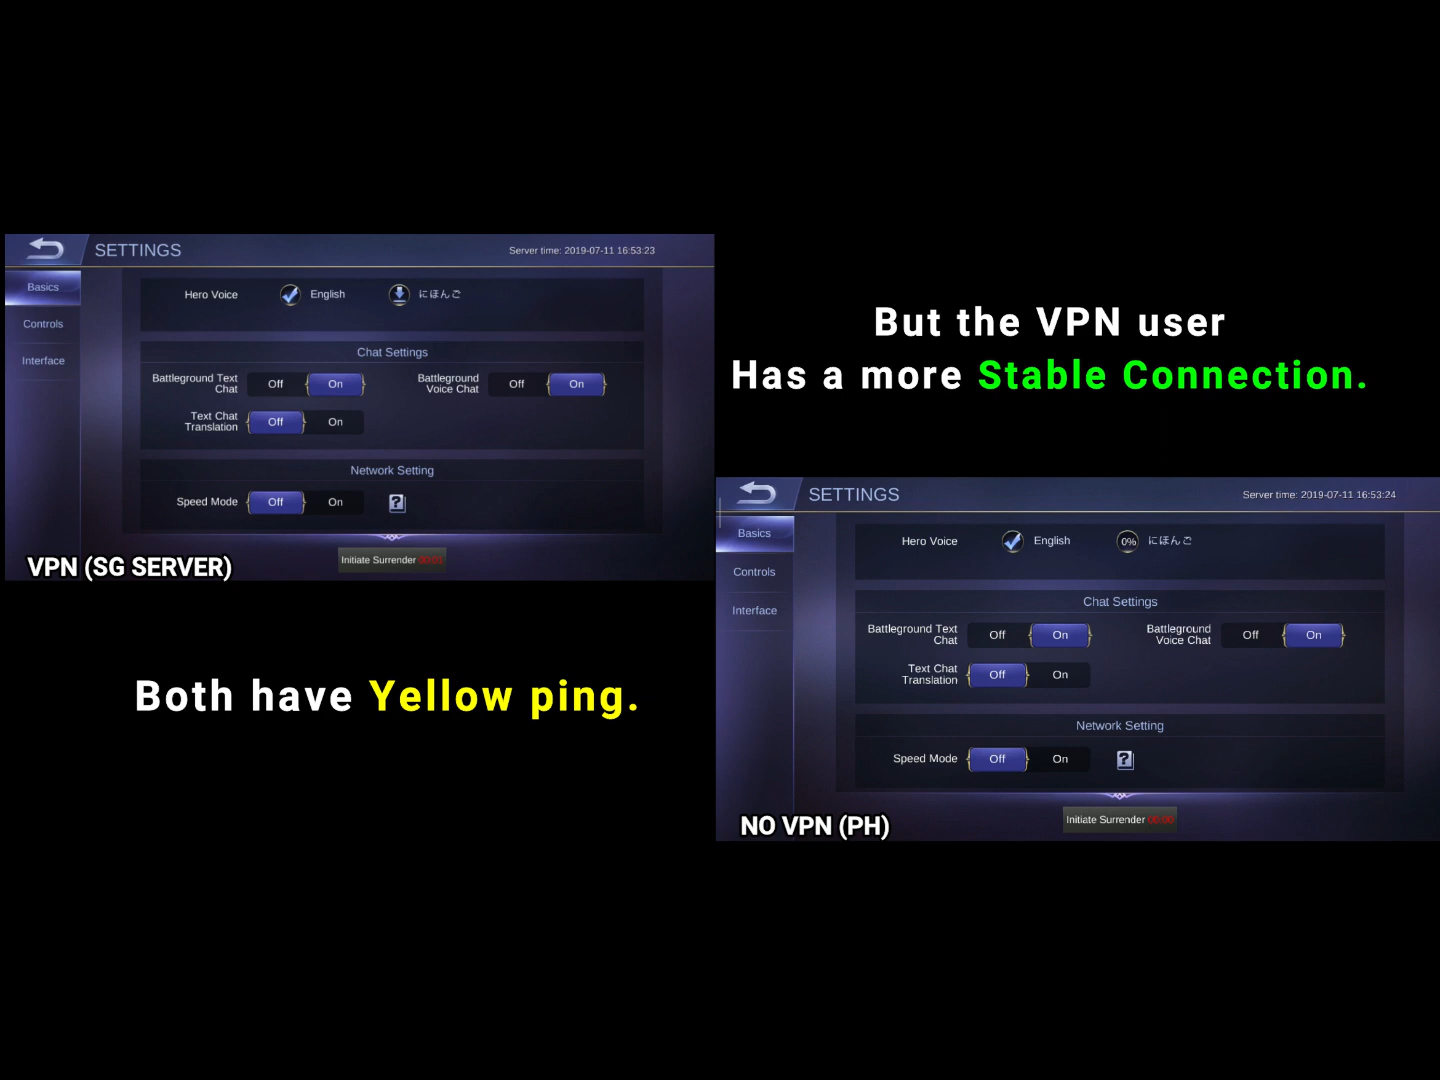 SETTINGS
Server time: 2019-07-11 16:53:23
Basics
Controls
Interface
Hero Voice
English
にほんご
Chat Settings
Battleground Text
Chat
Off
On
Battleground
Voice Chat
Off
On
Text Chat
Translation
Off
On
Network Setting
Speed Mode
Off
On
?
Initiate Surrender 00:01
VPN (SG SERVER)
But the VPN user
Has a more Stable Connection.
Both have Yellow ping.
SETTINGS
Server time: 2019-07-11 16:53:24
Basics
Controls
Interface
Hero Voice
English
0%
にほんご
Chat Settings
Battleground Text
Chat
Off
On
Battleground
Voice Chat
Off
On
Text Chat
Translation
Off
On
Network Setting
Speed Mode
Off
On
?
Initiate Surrender 00:00
NO VPN (PH)